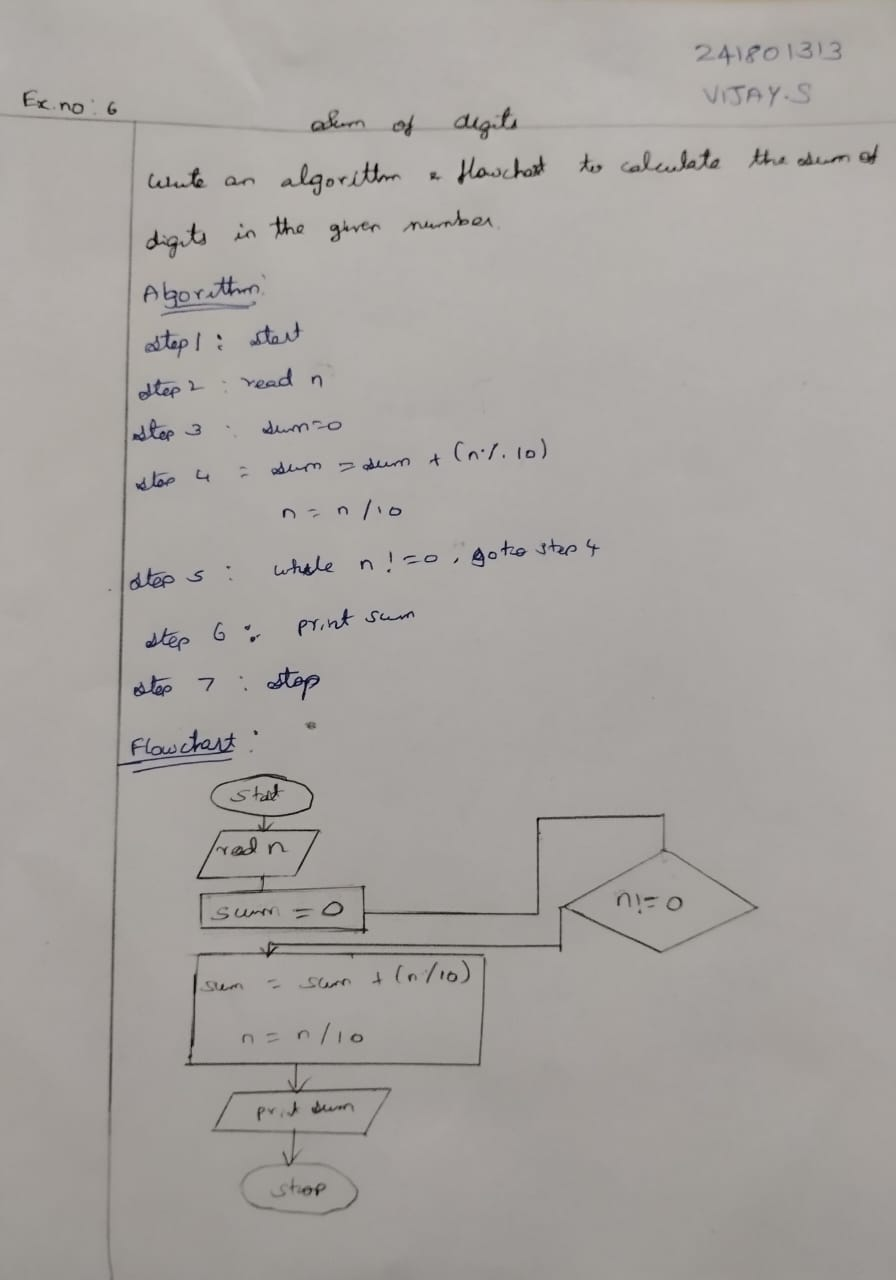 241801313
VIJAY.S
Ex.no: 6
Sum of digits
Write an algorithm & flowchart to calculate the sum of
digits in the given number.
Algorithm:
step 1 : start
step 2 : read n
step 3 : sum=0
step 4 = sum = sum + (n%10)
n = n/10
step 5 : while n!=0, goto step 4
step 6 : print sum
step 7 : stop
Flowchart :
start
read n
sum = 0
n!=0
sum = sum + (n%10)
n = n/10
print sum
stop